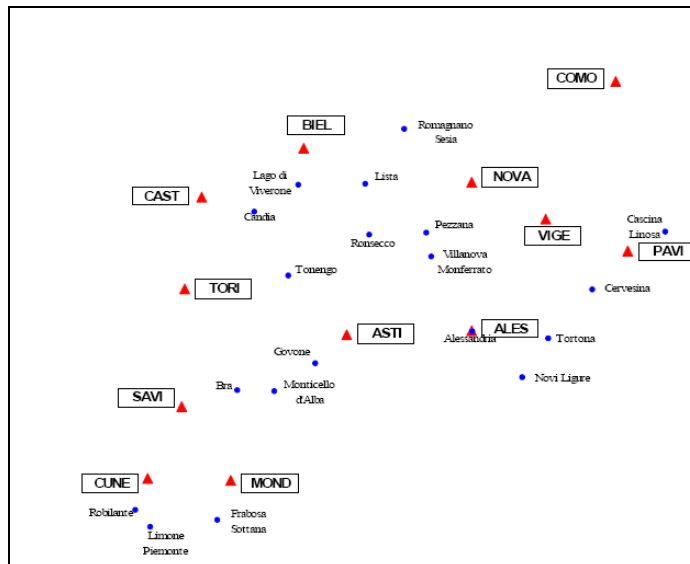 COMO
BIEL
Romagnano
Sesia
Lago di
Viverone
Lista
NOVA
CAST
Candia
Pezzana
Cascina
Linosa
VIGE
Ronsecco
Villanova
Monferrato
PAVI
Tonengo
TORI
Cervesina
ASTI
ALES
Alessandria
Tortona
Govone
Novi Ligure
Bra
Monticello
d'Alba
SAVI
CUNE
MOND
Robilante
Frabosa
Sottana
Limone
Piemonte